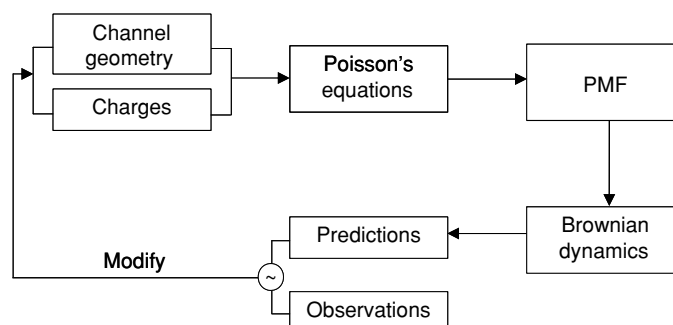 Channel
geometry
Charges
Poisson's
equations
PMF
Brownian
dynamics
Predictions
Modify
~
Observations